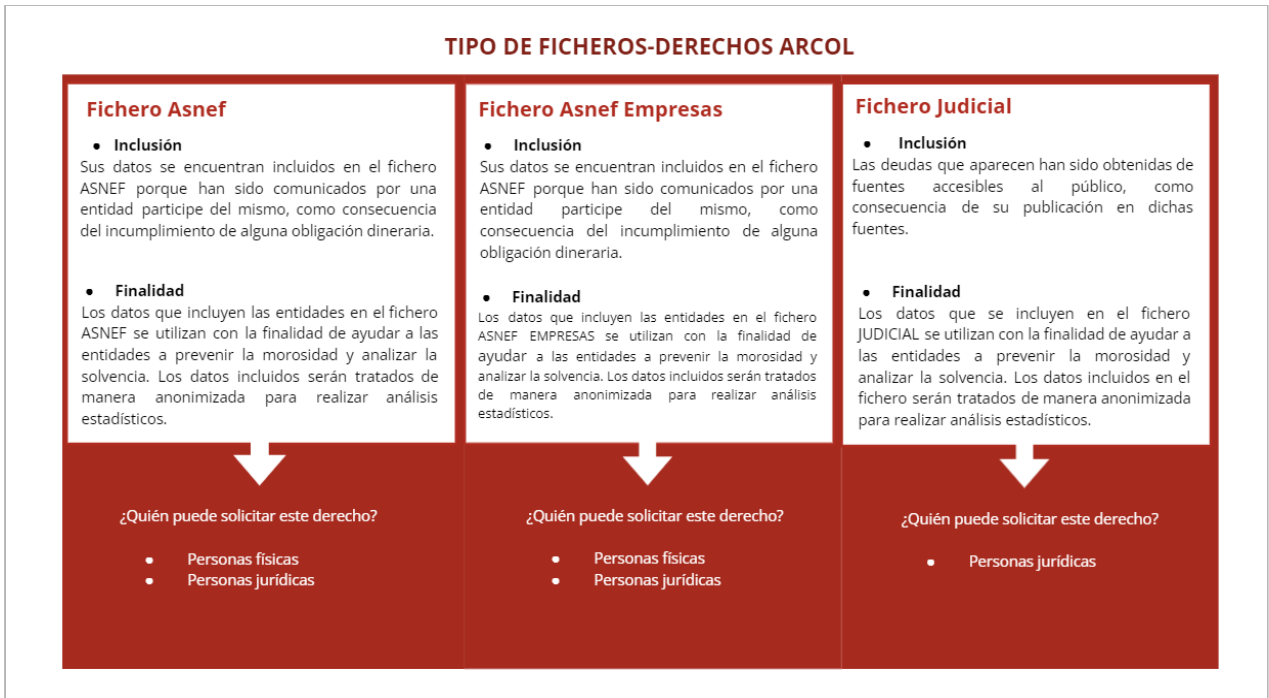 TIPO DE FICHEROS-DERECHOS ARCOL
Fichero Asnef
● Inclusión
Sus datos se encuentran incluidos en el fichero
ASNEF porque han sido comunicados por una
entidad participe del mismo, como consecuencia
del incumplimiento de alguna obligación dineraria.
● Finalidad
Los datos que incluyen las entidades en el fichero
ASNEF se utilizan con la finalidad de ayudar a las
entidades a prevenir la morosidad y analizar la
solvencia. Los datos incluidos serán tratados de
manera anonimizada para realizar análisis
estadísticos.
¿Quién puede solicitar este derecho?
● Personas físicas
● Personas jurídicas
Fichero Asnef Empresas
● Inclusión
Sus datos se encuentran incluidos en el fichero
ASNEF porque han sido comunicados por una
entidad participe del mismo, como
consecuencia del incumplimiento de alguna
obligación dineraria.
● Finalidad
Los datos que incluyen las entidades en el fichero
ASNEF EMPRESAS se utilizan con la finalidad de
ayudar a las entidades a prevenir la morosidad y
analizar la solvencia. Los datos incluidos serán tratados
de manera anonimizada para realizar análisis
estadísticos.
¿Quién puede solicitar este derecho?
● Personas físicas
● Personas jurídicas
Fichero Judicial
● Inclusión
Las deudas que aparecen han sido obtenidas de
fuentes accesibles al público, como
consecuencia de su publicación en dichas
fuentes.
● Finalidad
Los datos que se incluyen en el fichero
JUDICIAL se utilizan con la finalidad de ayudar a
las entidades a prevenir la morosidad y
analizar la solvencia. Los datos incluidos en el
fichero serán tratados de manera anonimizada
para realizar análisis estadísticos.
¿Quién puede solicitar este derecho?
● Personas jurídicas